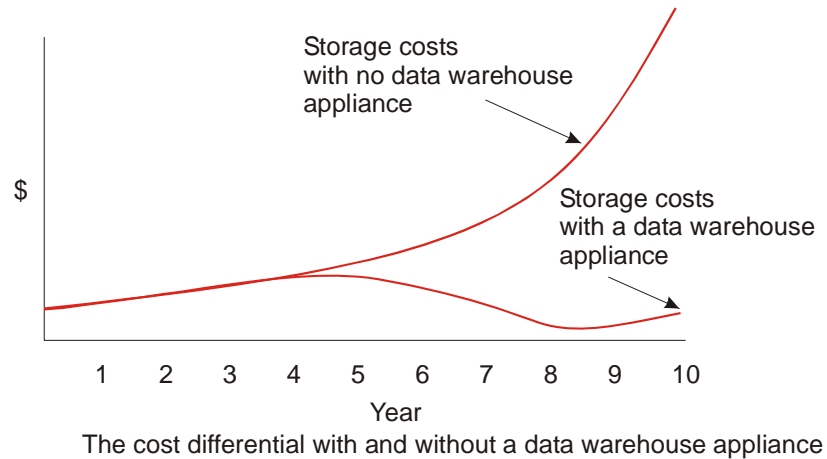 Storage costs
with no data warehouse
appliance
$
Storage costs
with a data warehouse
appliance
1 2 3 4 5 6 7 8 9 10
Year
The cost differential with and without a data warehouse appliance